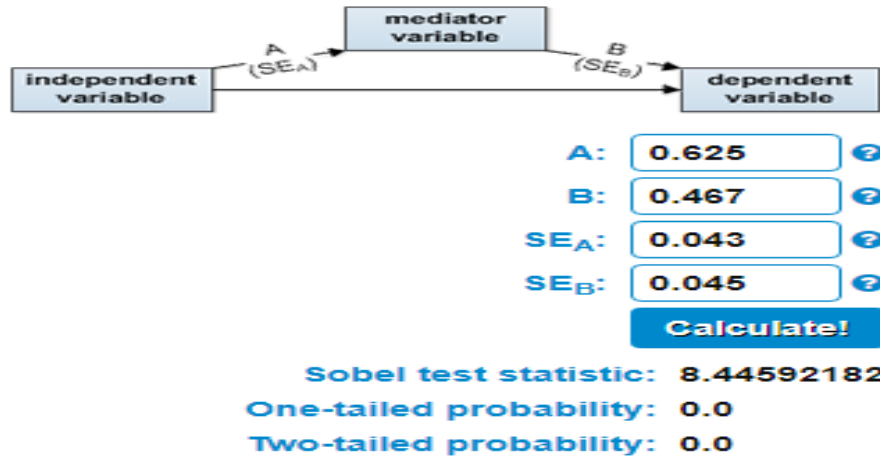 mediator
variable
A
(SEA)
B
(SEB)
independent
variable
dependent
variable
A: 0.625 ?
B: 0.467 ?
SEA: 0.043 ?
SEB: 0.045 ?
Calculate!
Sobel test statistic: 8.44592182
One-tailed probability: 0.0
Two-tailed probability: 0.0